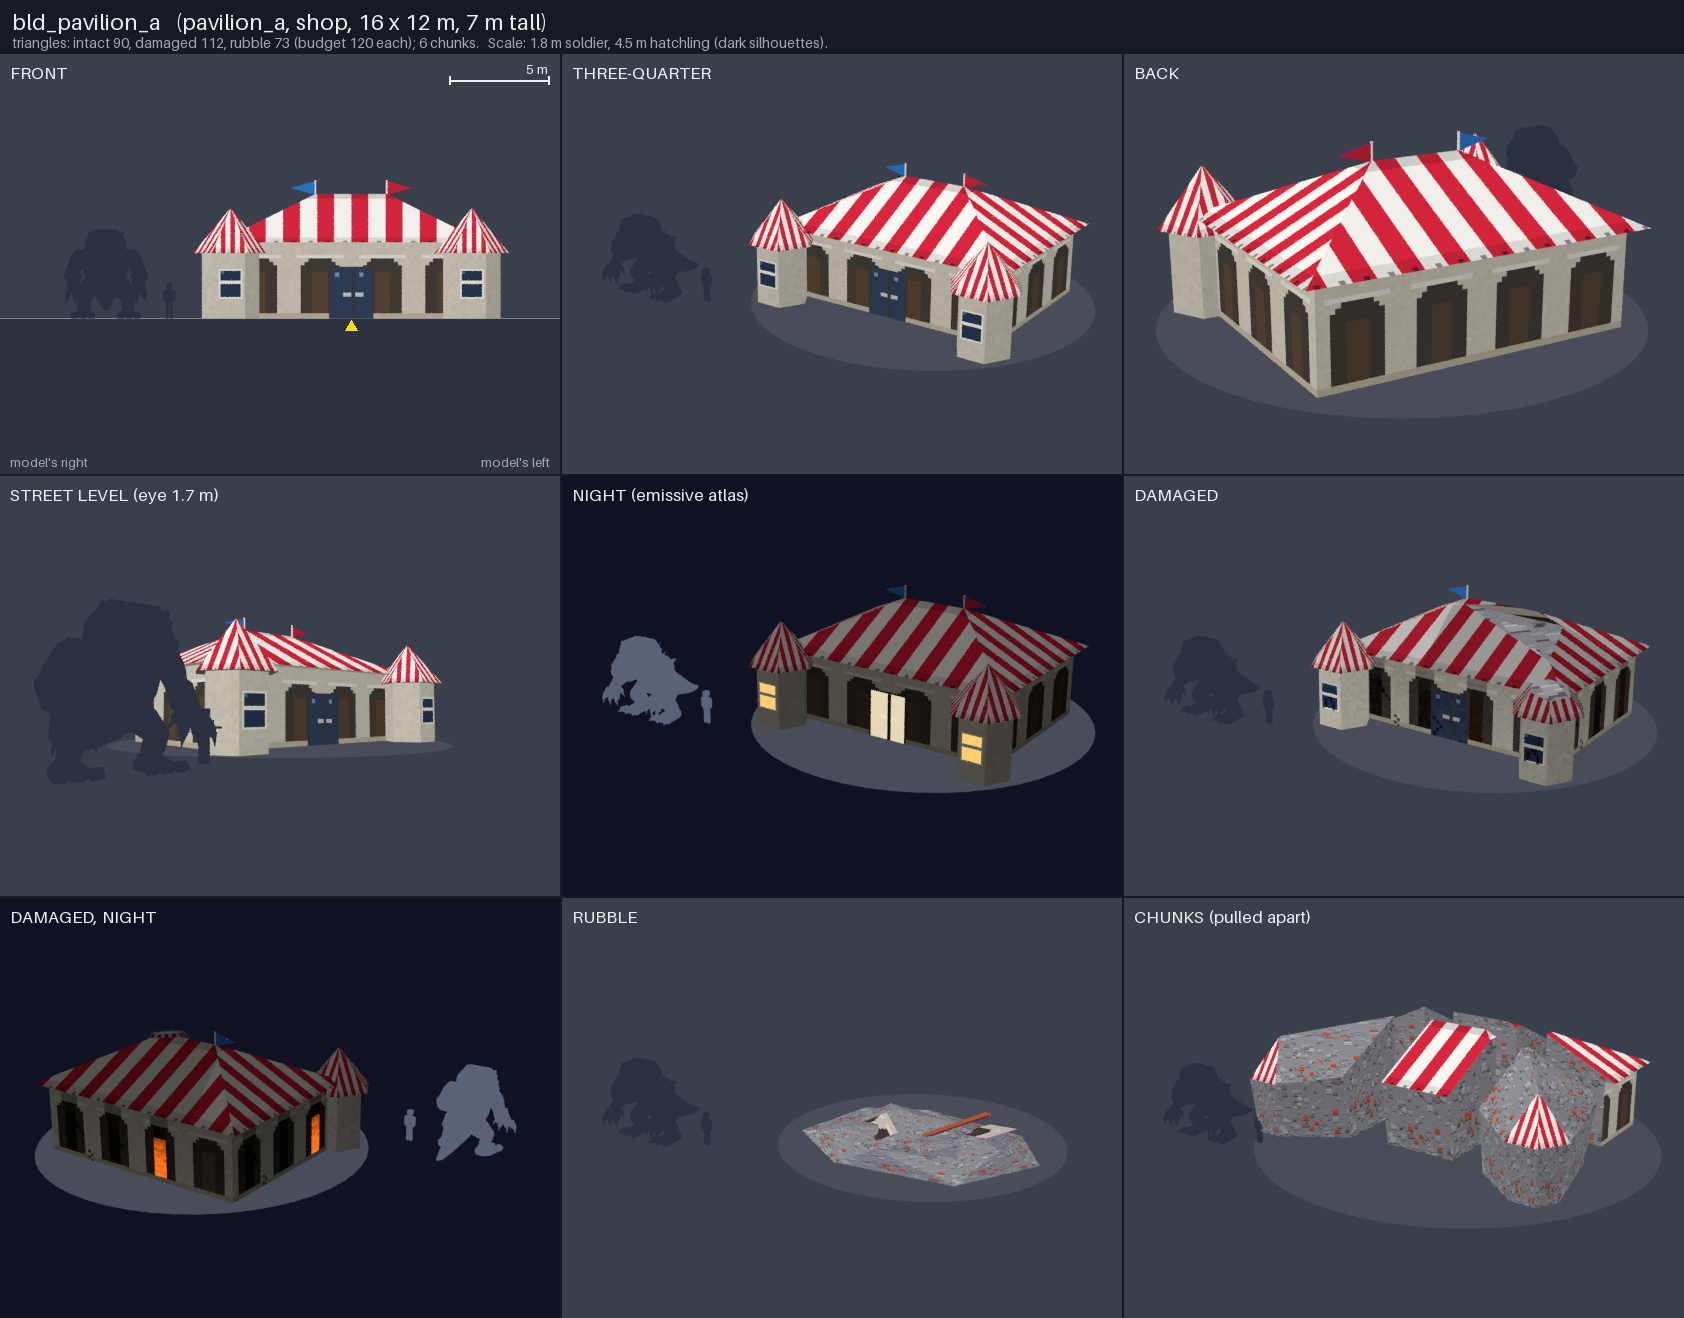 bld_pavilion_a (pavilion_a, shop, 16 x 12 m, 7 m tall)
triangles: intact 90, damaged 112, rubble 73 (budget 120 each); 6 chunks. Scale: 1.8 m soldier, 4.5 m hatchling (dark silhouettes).
FRONT
5 m
THREE-QUARTER
BACK
model's right
model's left
STREET LEVEL (eye 1.7 m)
NIGHT (emissive atlas)
DAMAGED
DAMAGED, NIGHT
RUBBLE
CHUNKS (pulled apart)